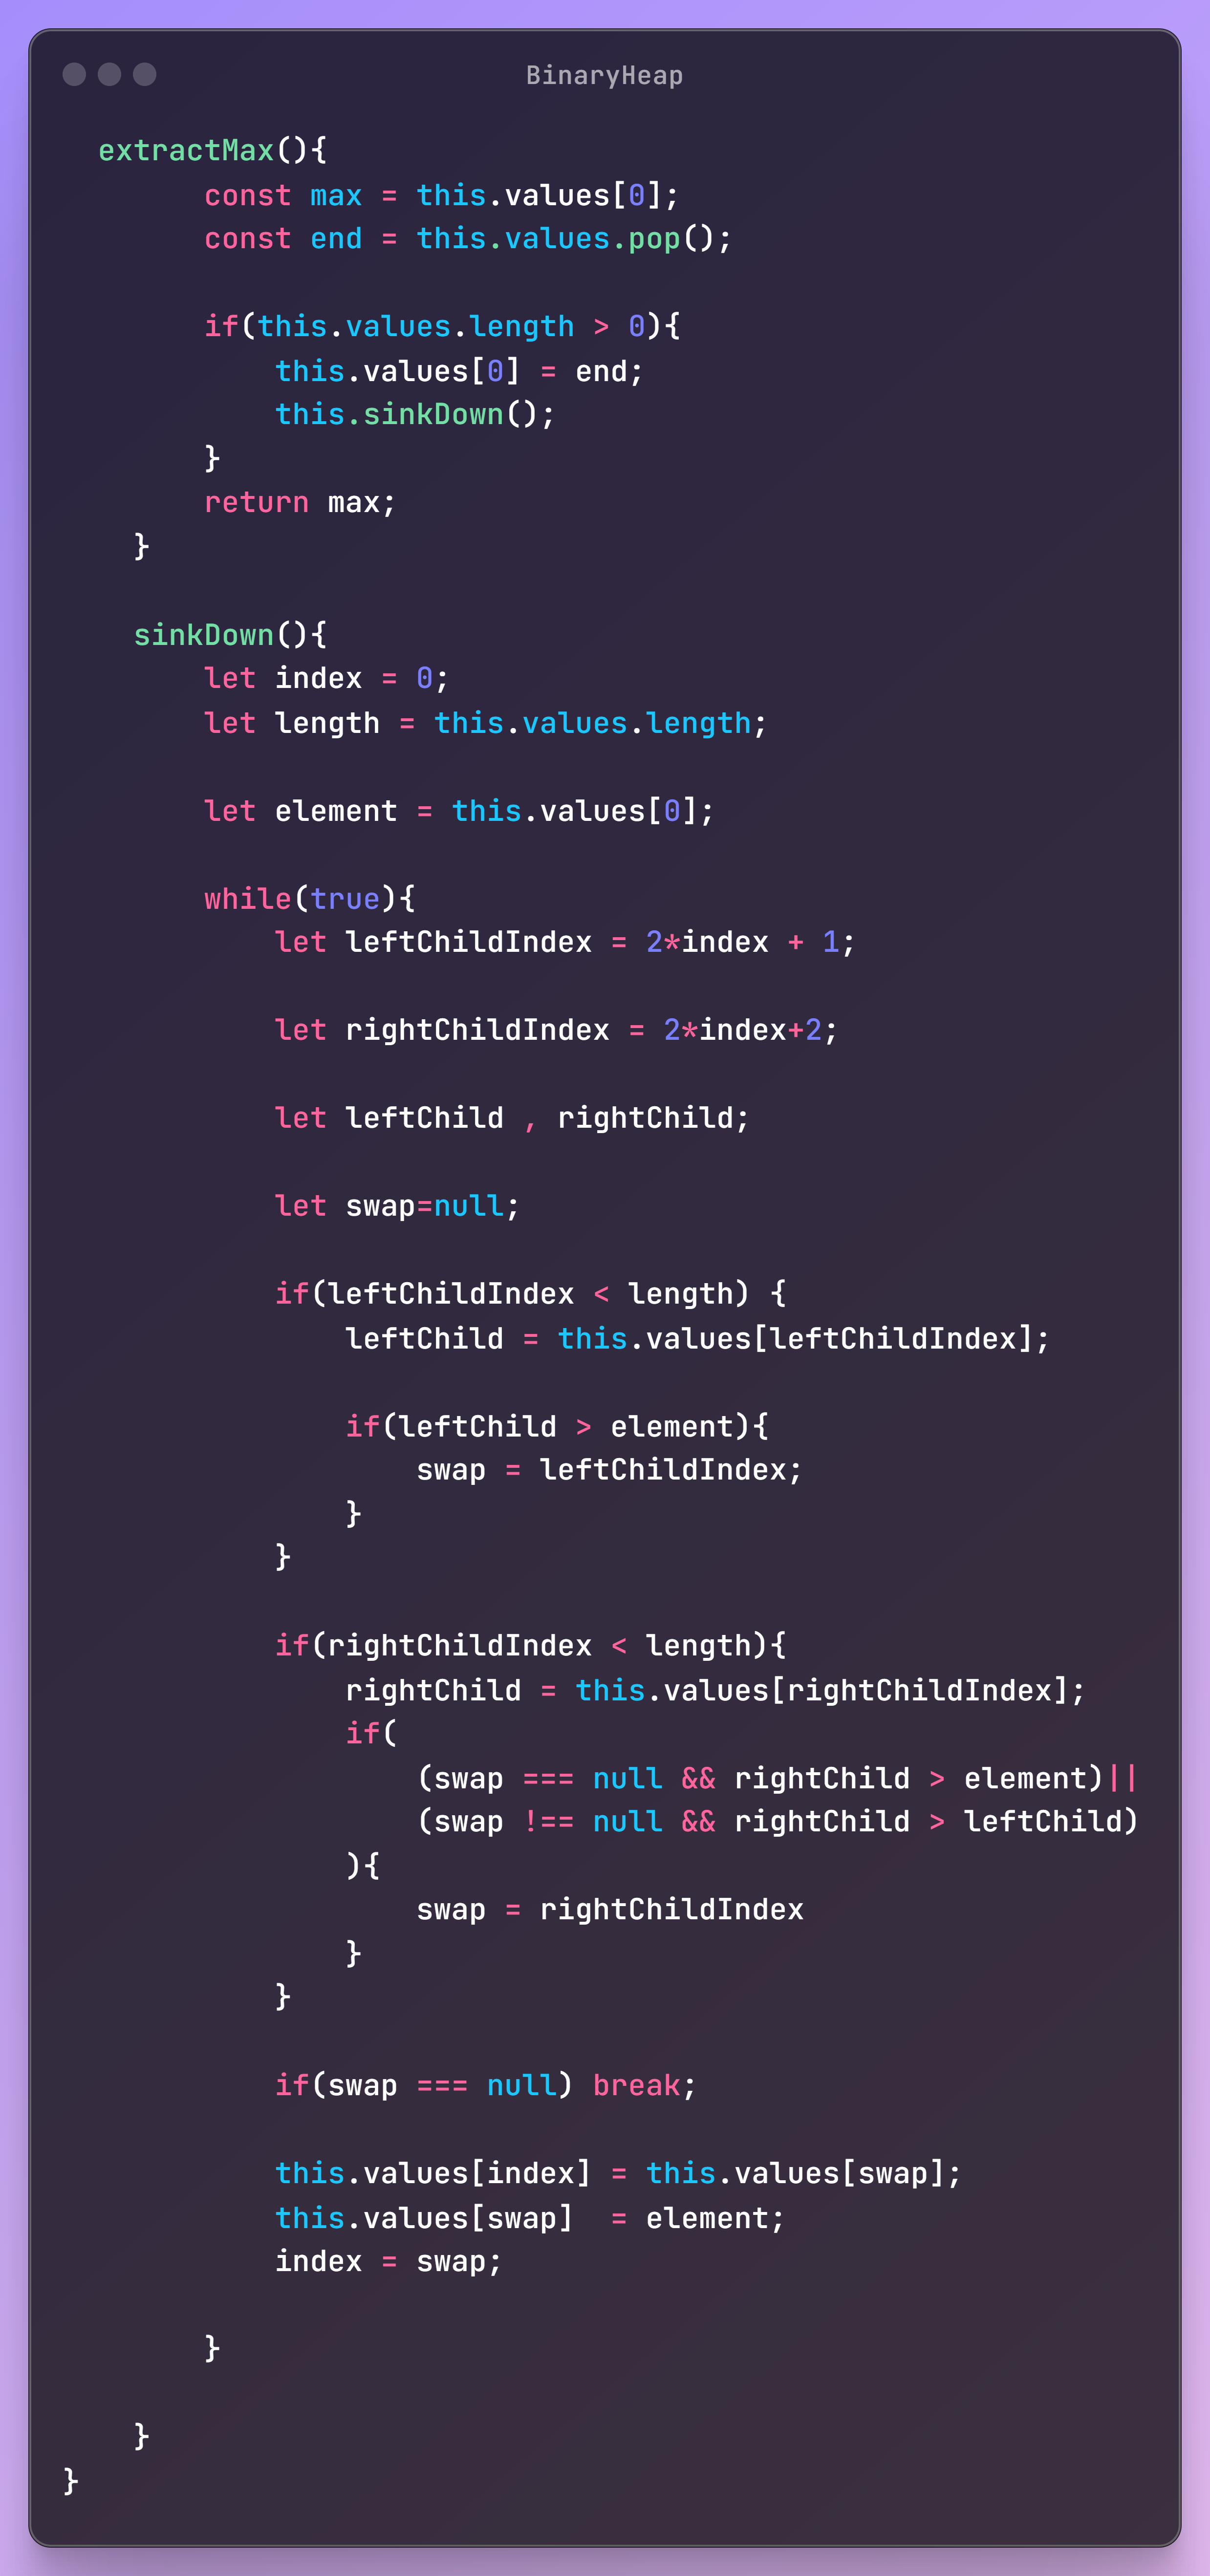 BinaryHeap
extractMax(){
const max = this.values[0];
const end = this.values.pop();
if(this.values.length > 0){
this.values[0] = end;
this.sinkDown();
}
return max;
}
sinkDown(){
let index = 0;
let length = this.values.length;
let element = this.values[0];
while(true){
let leftChildIndex = 2*index + 1;
let rightChildIndex = 2*index+2;
let leftChild , rightChild;
let swap=null;
if(leftChildIndex < length) {
leftChild = this.values[leftChildIndex];
if(leftChild > element){
swap = leftChildIndex;
}
}
if(rightChildIndex < length){
rightChild = this.values[rightChildIndex];
if(
(swap === null && rightChild > element)||
(swap !== null && rightChild > leftChild)
){
swap = rightChildIndex
}
}
if(swap === null) break;
this.values[index] = this.values[swap];
this.values[swap]  = element;
index = swap;
}
}
}